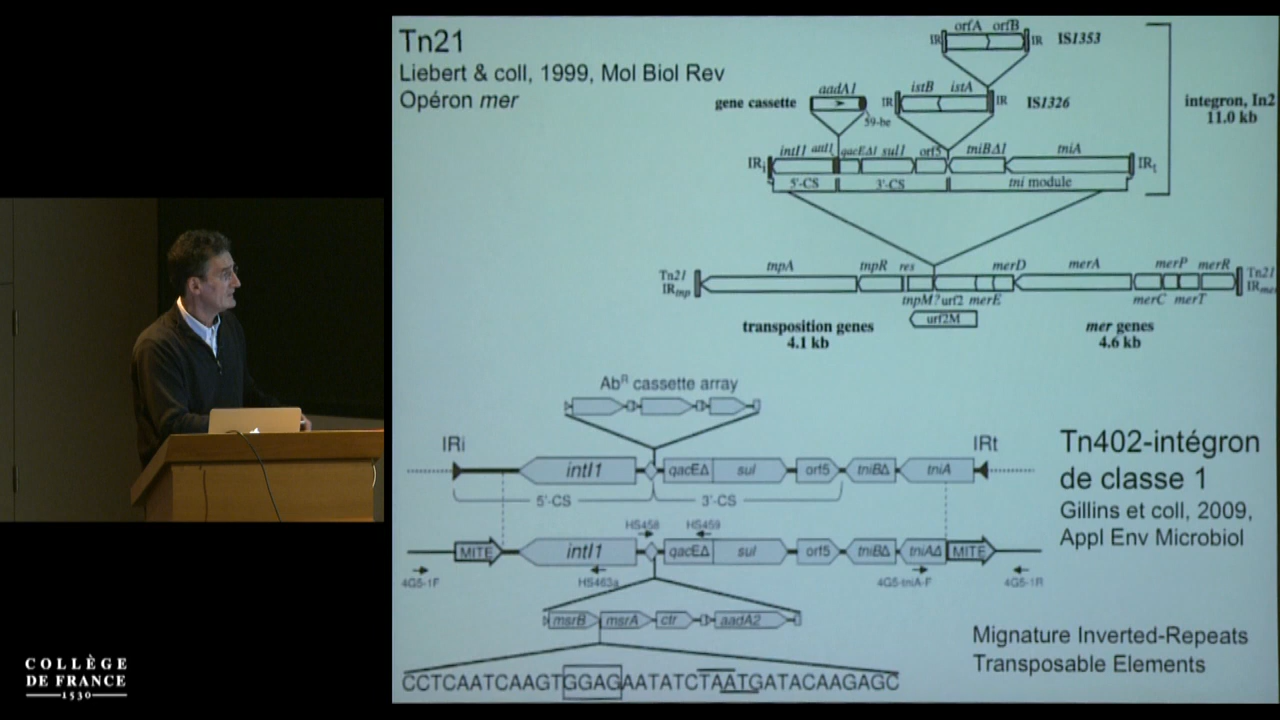 Tn21
Liebert & coll, 1999, Mol Biol Rev
Opéron mer
orfA orfB
IR IR IS1353
aadA1 istB istA
gene cassette IR IR IS1326
59-be
integron, In2
11.0 kb
intI1 attI1 qacEΔ1 sul1 orf5 tniBΔ1 tniA
IRi IRt
5'-CS 3'-CS tni module
tnpA tnpR res merD merA merP merR
Tn21 Tn21
IRtnp IRmer
tnpM? urf2 merE merC merT
urf2M
transposition genes mer genes
4.1 kb 4.6 kb
AbR cassette array
IRi IRt
intI1 qacEΔ sul orf5 tniBΔ tniA
5'-CS 3'-CS
Tn402-intégron
de classe 1
Gillins et coll, 2009,
Appl Env Microbiol
HS458 HS459
MITE intI1 qacEΔ sul orf5 tniBΔ tniAΔ MITE
4G5-1F HS463a 4G5-tniA-F 4G5-1R
msrB msrA ctr aadA2
Mignature Inverted-Repeats
Transposable Elements
CCTCAATCAAGTGGAGAATATCTAATGATACAAGAGC
COLLÈGE
DE FRANCE
1530